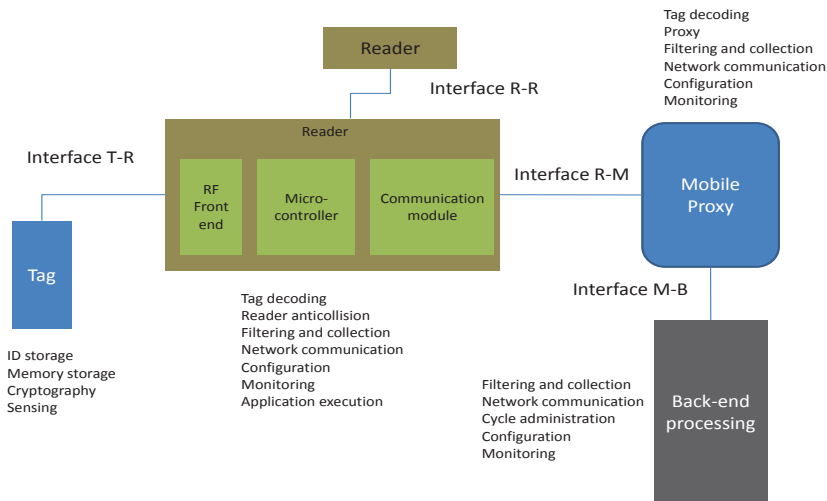 Tag decoding
Proxy
Filtering and collection
Network communication
Configuration
Monitoring
Reader
Interface R-R
Reader
Interface T-R
RF
Front
end
Micro-
controller
Communication
module
Interface R-M
Mobile
Proxy
Tag
Interface M-B
Tag decoding
Reader anticollision
Filtering and collection
Network communication
Configuration
Monitoring
Application execution
ID storage
Memory storage
Cryptography
Sensing
Filtering and collection
Network communication
Cycle administration
Configuration
Monitoring
Back-end
processing